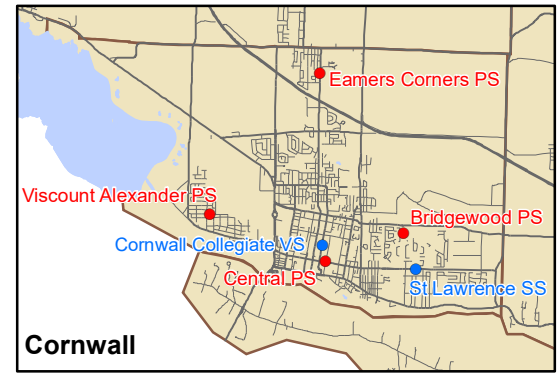 Eamers Corners PS
Viscount Alexander PS
Bridgewood PS
Cornwall Collegiate VS
Central PS
St Lawrence SS
Cornwall